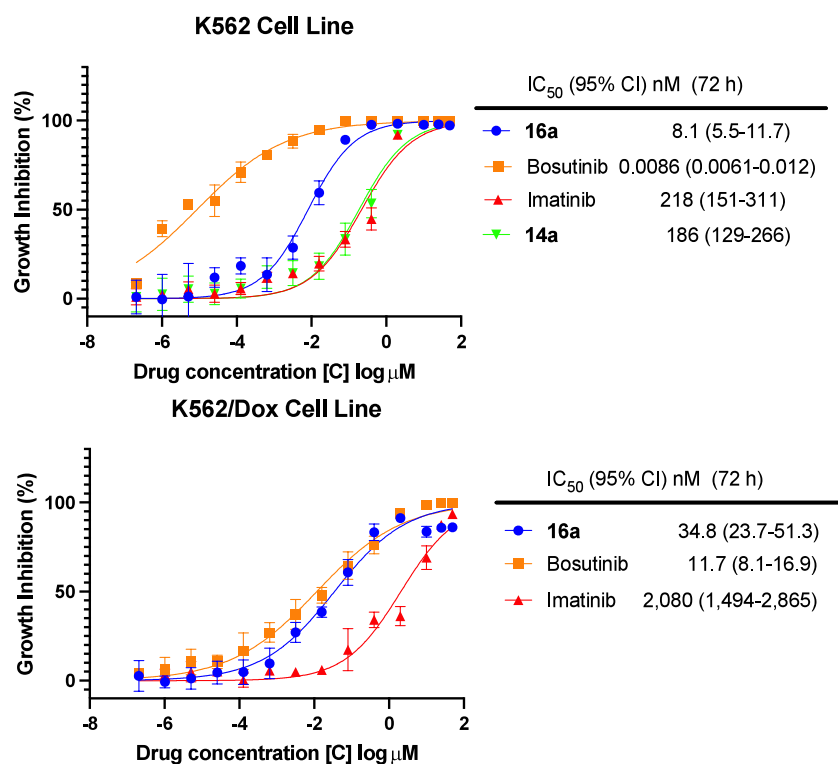 K562 Cell Line
IC50 (95% CI) nM (72 h)
16a 8.1 (5.5-11.7)
Bosutinib 0.0086 (0.0061-0.012)
Imatinib 218 (151-311)
14a 186 (129-266)
Growth Inhibition (%)
100
50
0
-8 -6 -4 -2 0 2
Drug concentration [C] log μM
K562/Dox Cell Line
IC50 (95% CI) nM (72 h)
16a 34.8 (23.7-51.3)
Bosutinib 11.7 (8.1-16.9)
Imatinib 2,080 (1,494-2,865)
Growth Inhibition (%)
100
50
0
-8 -6 -4 -2 0 2
Drug concentration [C] log μM